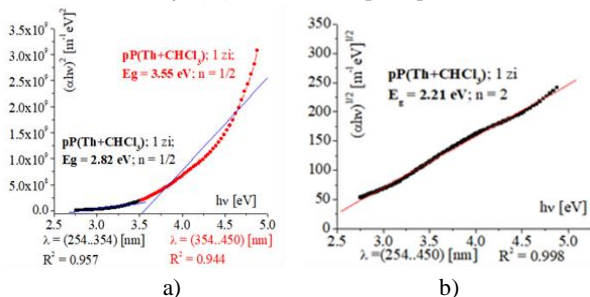 (αhν)² [m⁻¹ eV]²
3.5x10⁹
3.0x10⁹
2.5x10⁹
2.0x10⁹
1.5x10⁹
1.0x10⁹
5.0x10⁸
0.0
pP(Th+CHCl₃); 1 zi;
Eg = 3.55 eV; n = 1/2
pP(Th+CHCl₃); 1 zi;
Eg = 2.82 eV; n = 1/2
hν [eV]
2.5 3.0 3.5 4.0 4.5 5.0
λ = (254..354) [nm] λ = (354..450) [nm]
R² = 0.957 R² = 0.944
a)
(αhν)^1/2 [m⁻¹ eV]^1/2
350
300
250
200
150
100
50
pP(Th+CHCl₃); 1 zi
E_g = 2.21 eV; n = 2
hν [eV]
2.5 3.0 3.5 4.0 4.5 5.0
λ = (254..450) [nm] R² = 0.998
b)